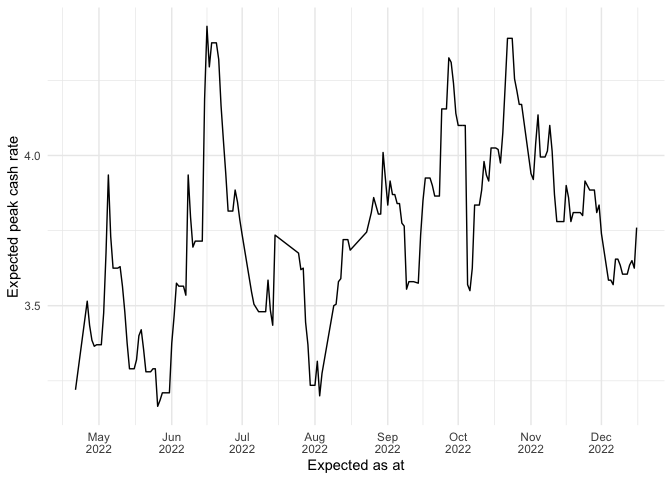 Expected peak cash rate
4.0
3.5
May Jun Jul Aug Sep Oct Nov Dec
2022 2022 2022 2022 2022 2022 2022 2022
Expected as at